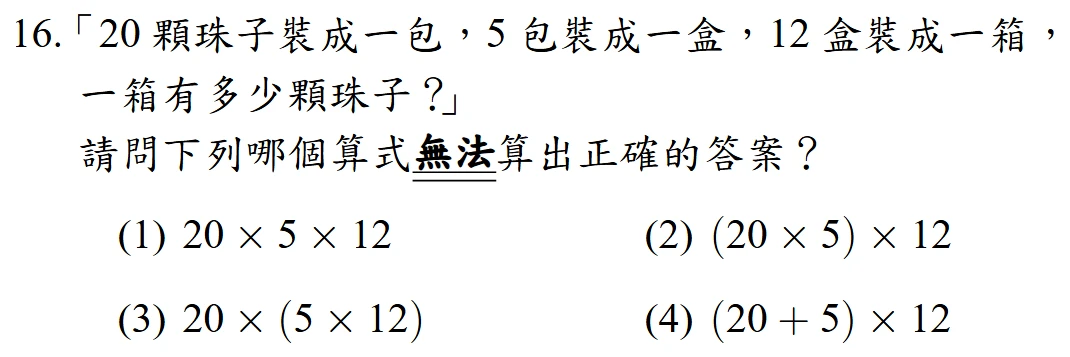 16.「20 顆珠子裝成一包，5 包裝成一盒，12 盒裝成一箱，
一箱有多少顆珠子？」
請問下列哪個算式無法算出正確的答案？
(1) 20 × 5 × 12 (2) (20 × 5) × 12
(3) 20 × (5 × 12) (4) (20 + 5) × 12